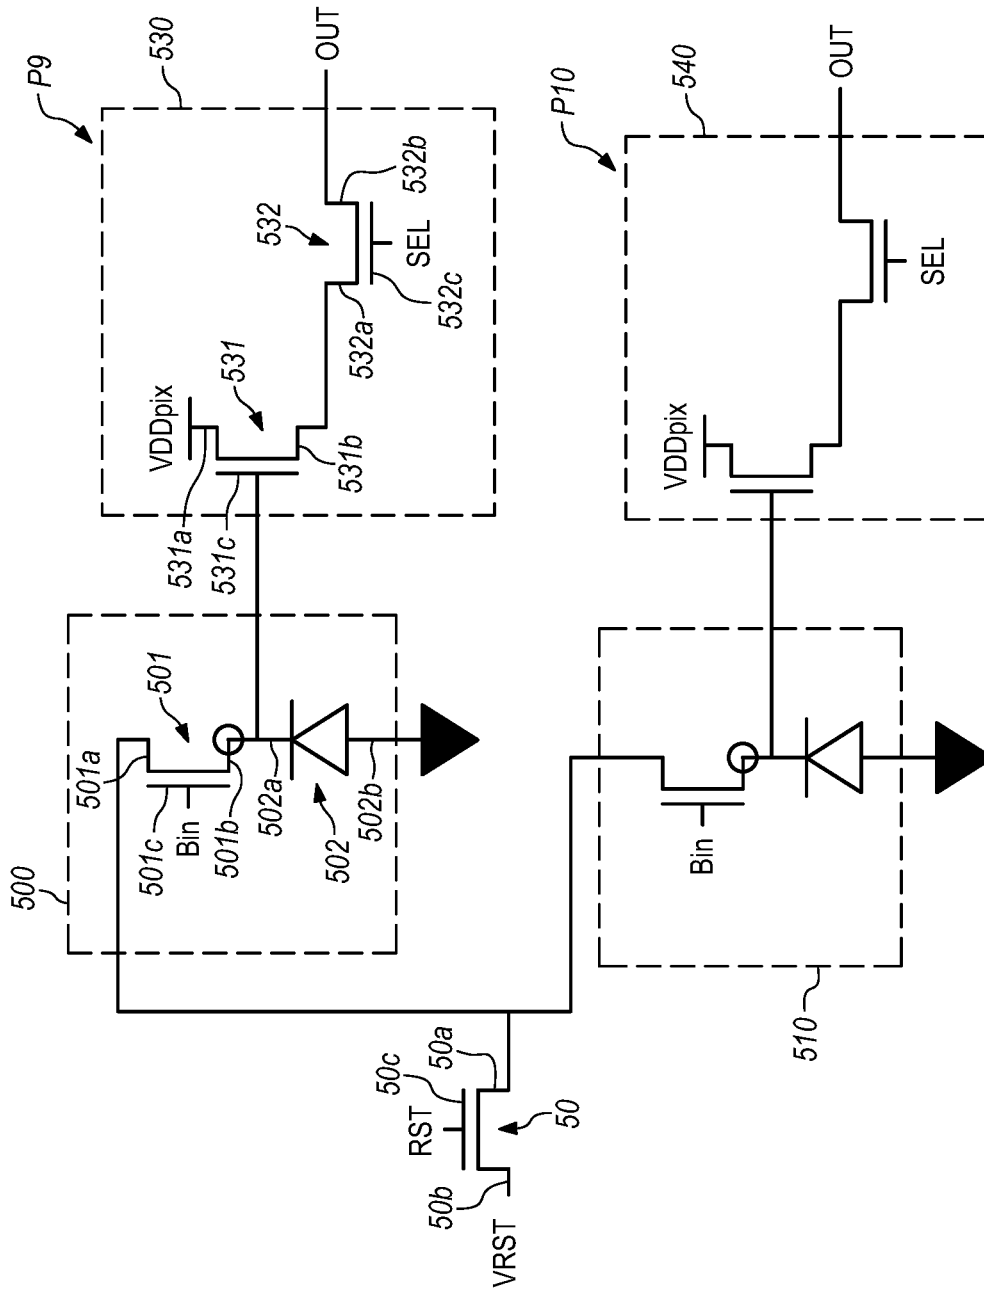 P9
530
OUT
532b
532
SEL
532c
532a
VDDpix
531
531b
531a
531c
P10
540
OUT
SEL
VDDpix
500
501a
501
501c
Bin
501b
502a
502
502b
Bin
510
50a
50c
RST
50
50b
VRST